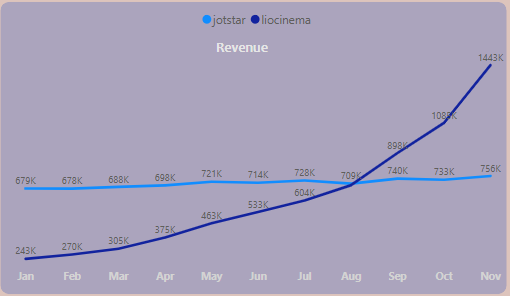 jotstar liocinema
Revenue
1443K
1085K
898K
679K 678K 688K 698K 721K 714K 728K 709K 740K 733K 756K
604K
533K
463K
375K
305K
270K
243K
Jan Feb Mar Apr May Jun Jul Aug Sep Oct Nov